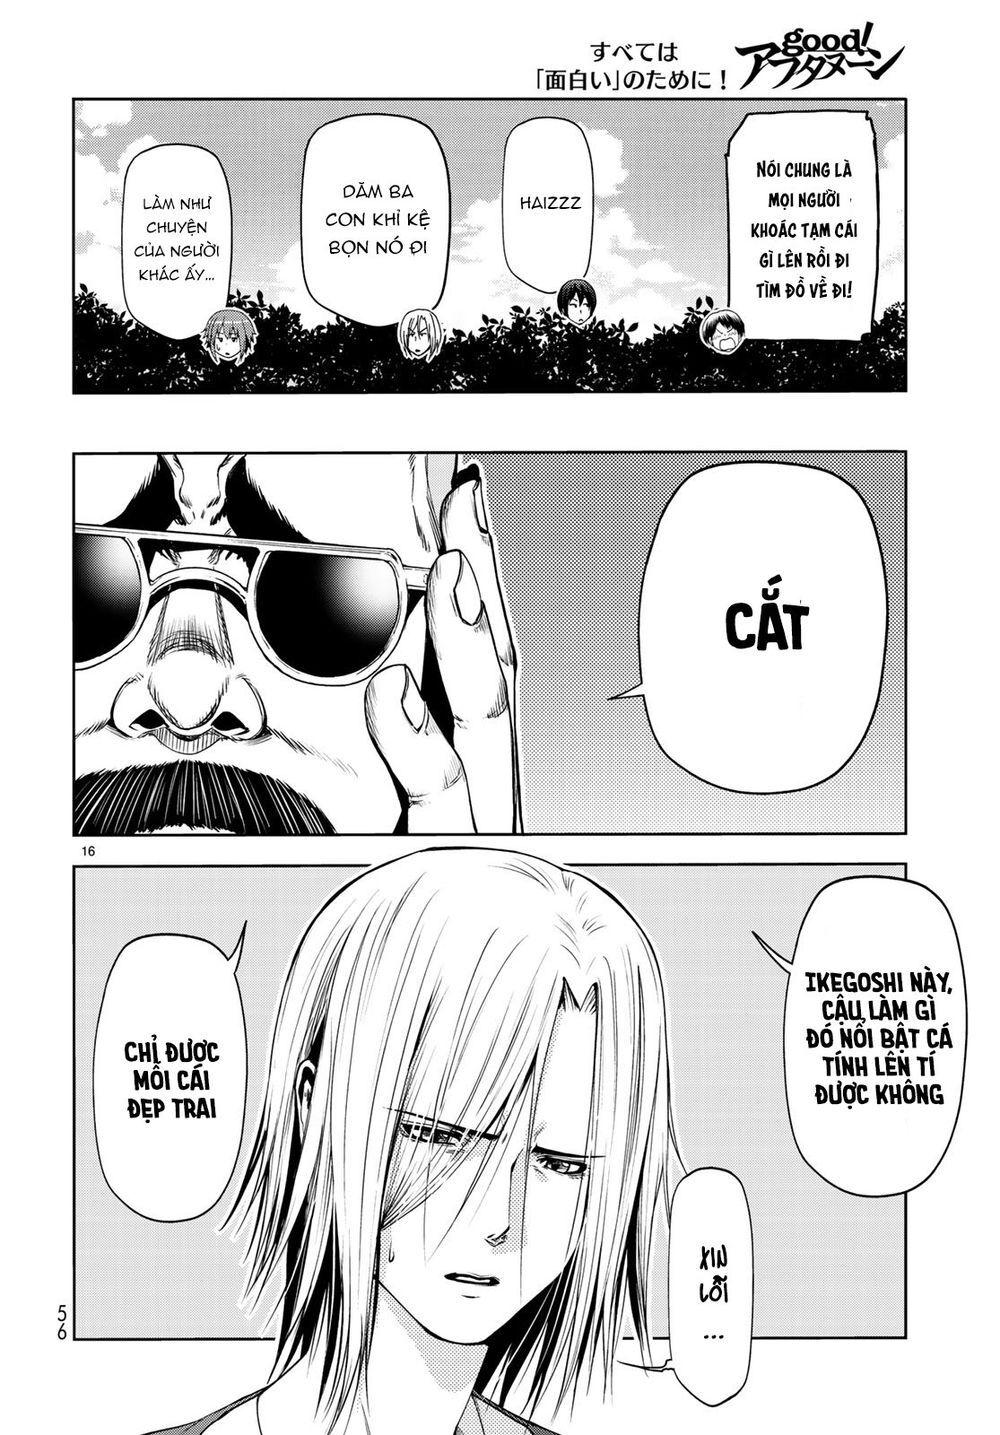 すべては
「面白い」のために！
good!
アフタヌーン
NÓI CHUNG LÀ
MỌI NGƯỜI
KHOÁC TẠM CÁI
GÌ LÊN RỒI ĐI
TÌM ĐỒ VỀ ĐI!
HAIZZZ
DĂM BA
CON KHỈ KỆ
BỌN NÓ ĐI
LÀM NHƯ
CHUYỆN
CỦA NGƯỜI
KHÁC ẤY...
CẮT
16
IKEGOSHI NÀY,
CẬU LÀM GÌ
ĐÓ NỔI BẬT CÁ
TÍNH LÊN TÍ
ĐƯỢC KHÔNG
CHỈ ĐƯỢC
MỖI CÁI
ĐẸP TRAI
XIN
LỖI
...
56